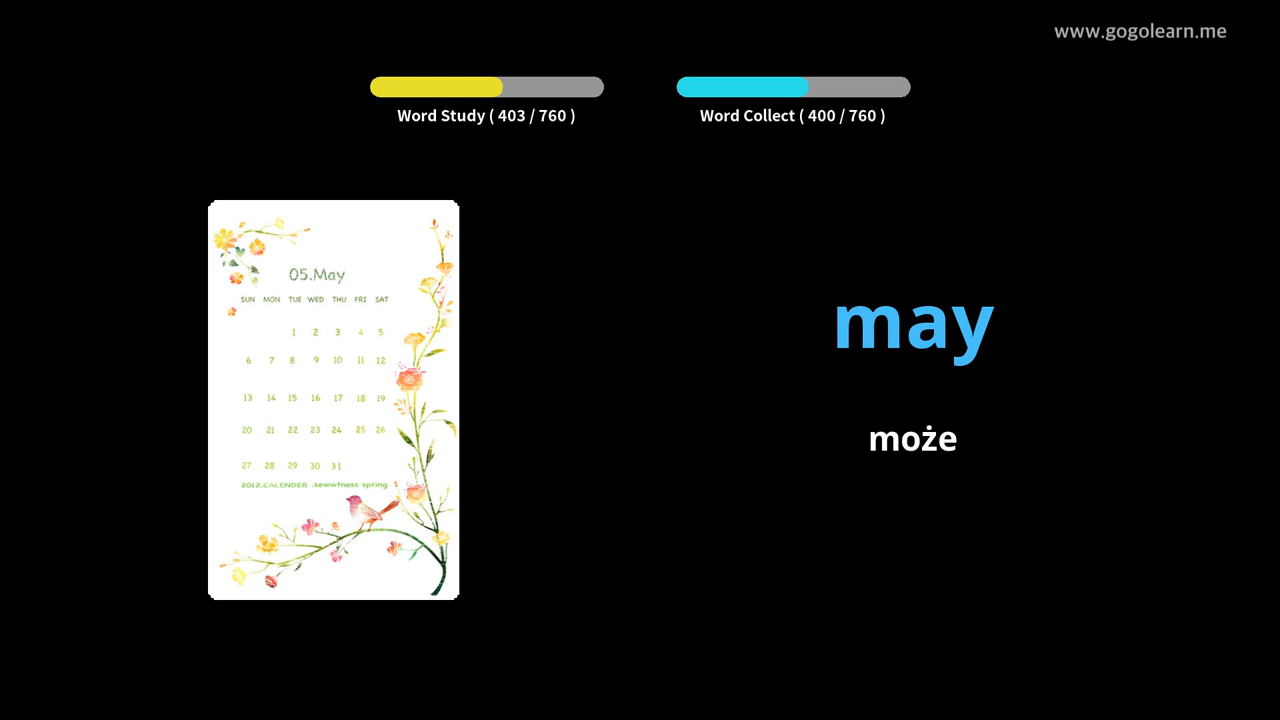 www.gogolearn.me
Word Study ( 403 / 760 )
Word Collect ( 400 / 760 )
05.May
SUN MON TUE WED THU FRI SAT
1 2 3 4 5
6 7 8 9 10 11 12
13 14 15 16 17 18 19
20 21 22 23 24 25 26
27 28 29 30 31
2012.CALENDER .sewwtness spring
may
może